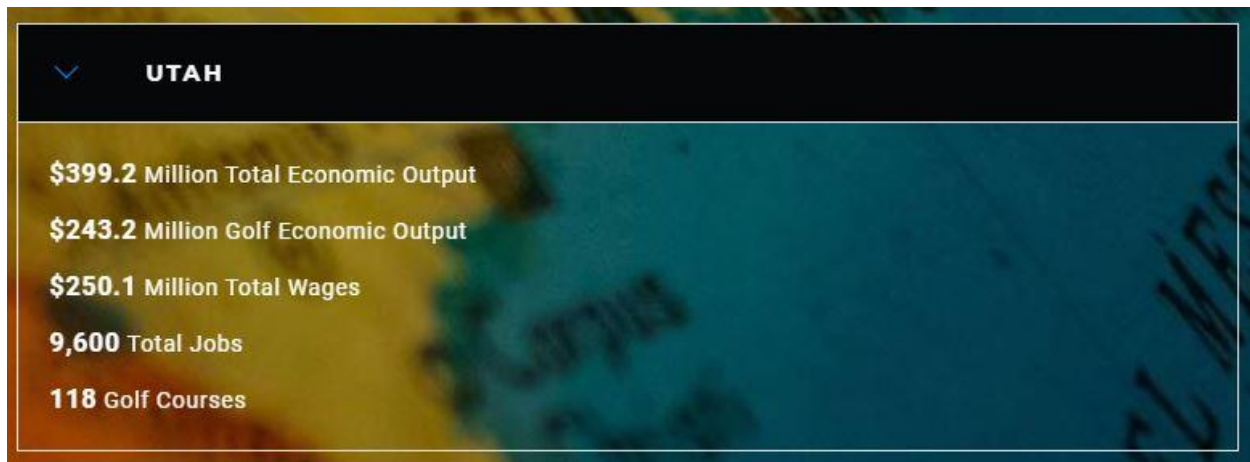 UTAH
$399.2 Million Total Economic Output
$243.2 Million Golf Economic Output
$250.1 Million Total Wages
9,600 Total Jobs
118 Golf Courses
Corpus